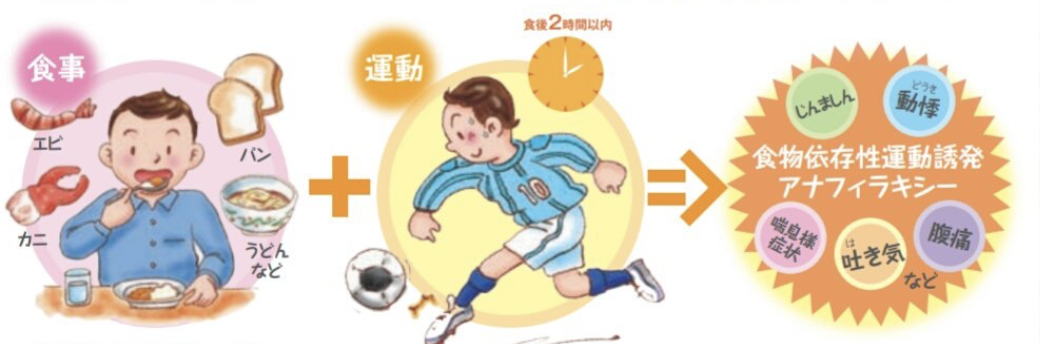 食事
エビ
カニ
パン
うどん
など
運動
食後2時間以内
10
じんましん
どうき
動悸
食物依存性運動誘発
アナフィラキシー
喘息様
症状
は
吐き気
腹痛
など